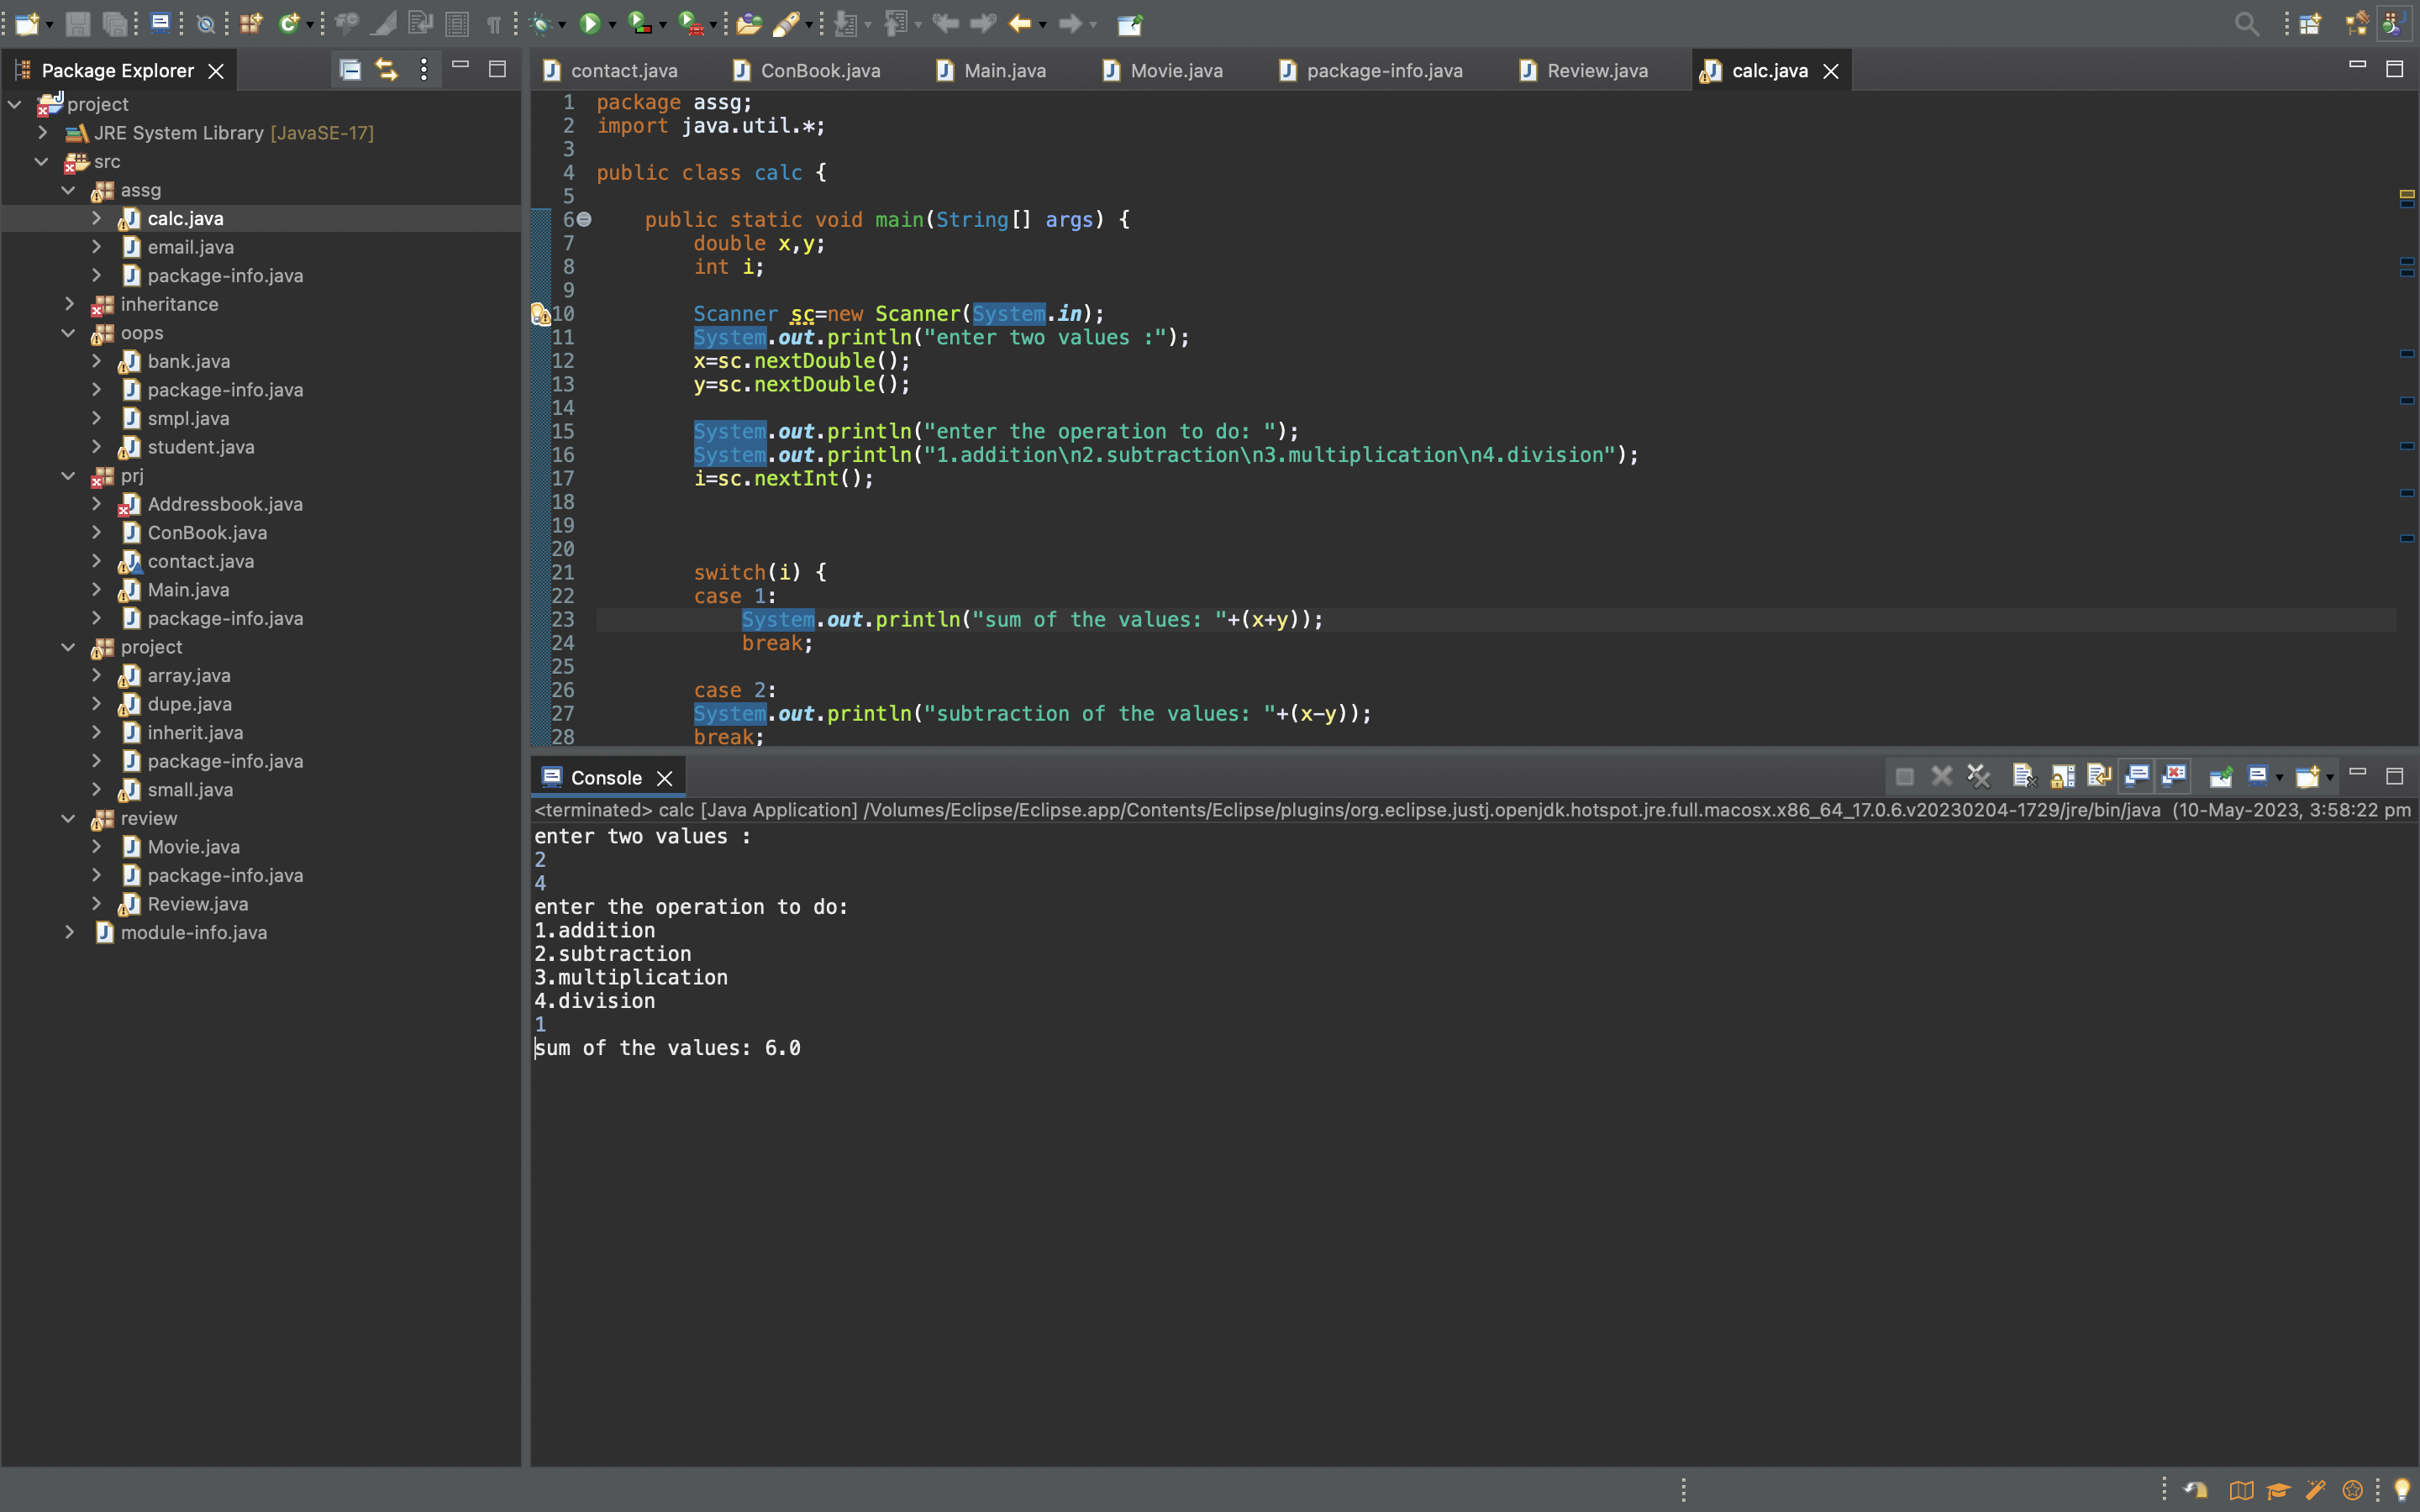 Package Explorer
project
JRE System Library [JavaSE-17]
src
assg
calc.java
email.java
package-info.java
inheritance
oops
bank.java
package-info.java
smpl.java
student.java
prj
Addressbook.java
ConBook.java
contact.java
Main.java
package-info.java
project
array.java
dupe.java
inherit.java
package-info.java
small.java
review
Movie.java
package-info.java
Review.java
module-info.java
contact.java ConBook.java Main.java Movie.java package-info.java Review.java calc.java
1 package assg;
2 import java.util.*;
3
4 public class calc {
5
6 public static void main(String[] args) {
7 double x,y;
8 int i;
9
10 Scanner sc=new Scanner(System.in);
11 System.out.println("enter two values :");
12 x=sc.nextDouble();
13 y=sc.nextDouble();
14
15 System.out.println("enter the operation to do: ");
16 System.out.println("1.addition\n2.subtraction\n3.multiplication\n4.division");
17 i=sc.nextInt();
18
19
20
21 switch(i) {
22 case 1:
23 System.out.println("sum of the values: "+(x+y));
24 break;
25
26 case 2:
27 System.out.println("subtraction of the values: "+(x-y));
28 break;
Console
<terminated> calc [Java Application] /Volumes/Eclipse/Eclipse.app/Contents/Eclipse/plugins/org.eclipse.justj.openjdk.hotspot.jre.full.macosx.x86_64_17.0.6.v20230204-1729/jre/bin/java (10-May-2023, 3:58:22 pm
enter two values :
2
4
enter the operation to do:
1.addition
2.subtraction
3.multiplication
4.division
1
sum of the values: 6.0